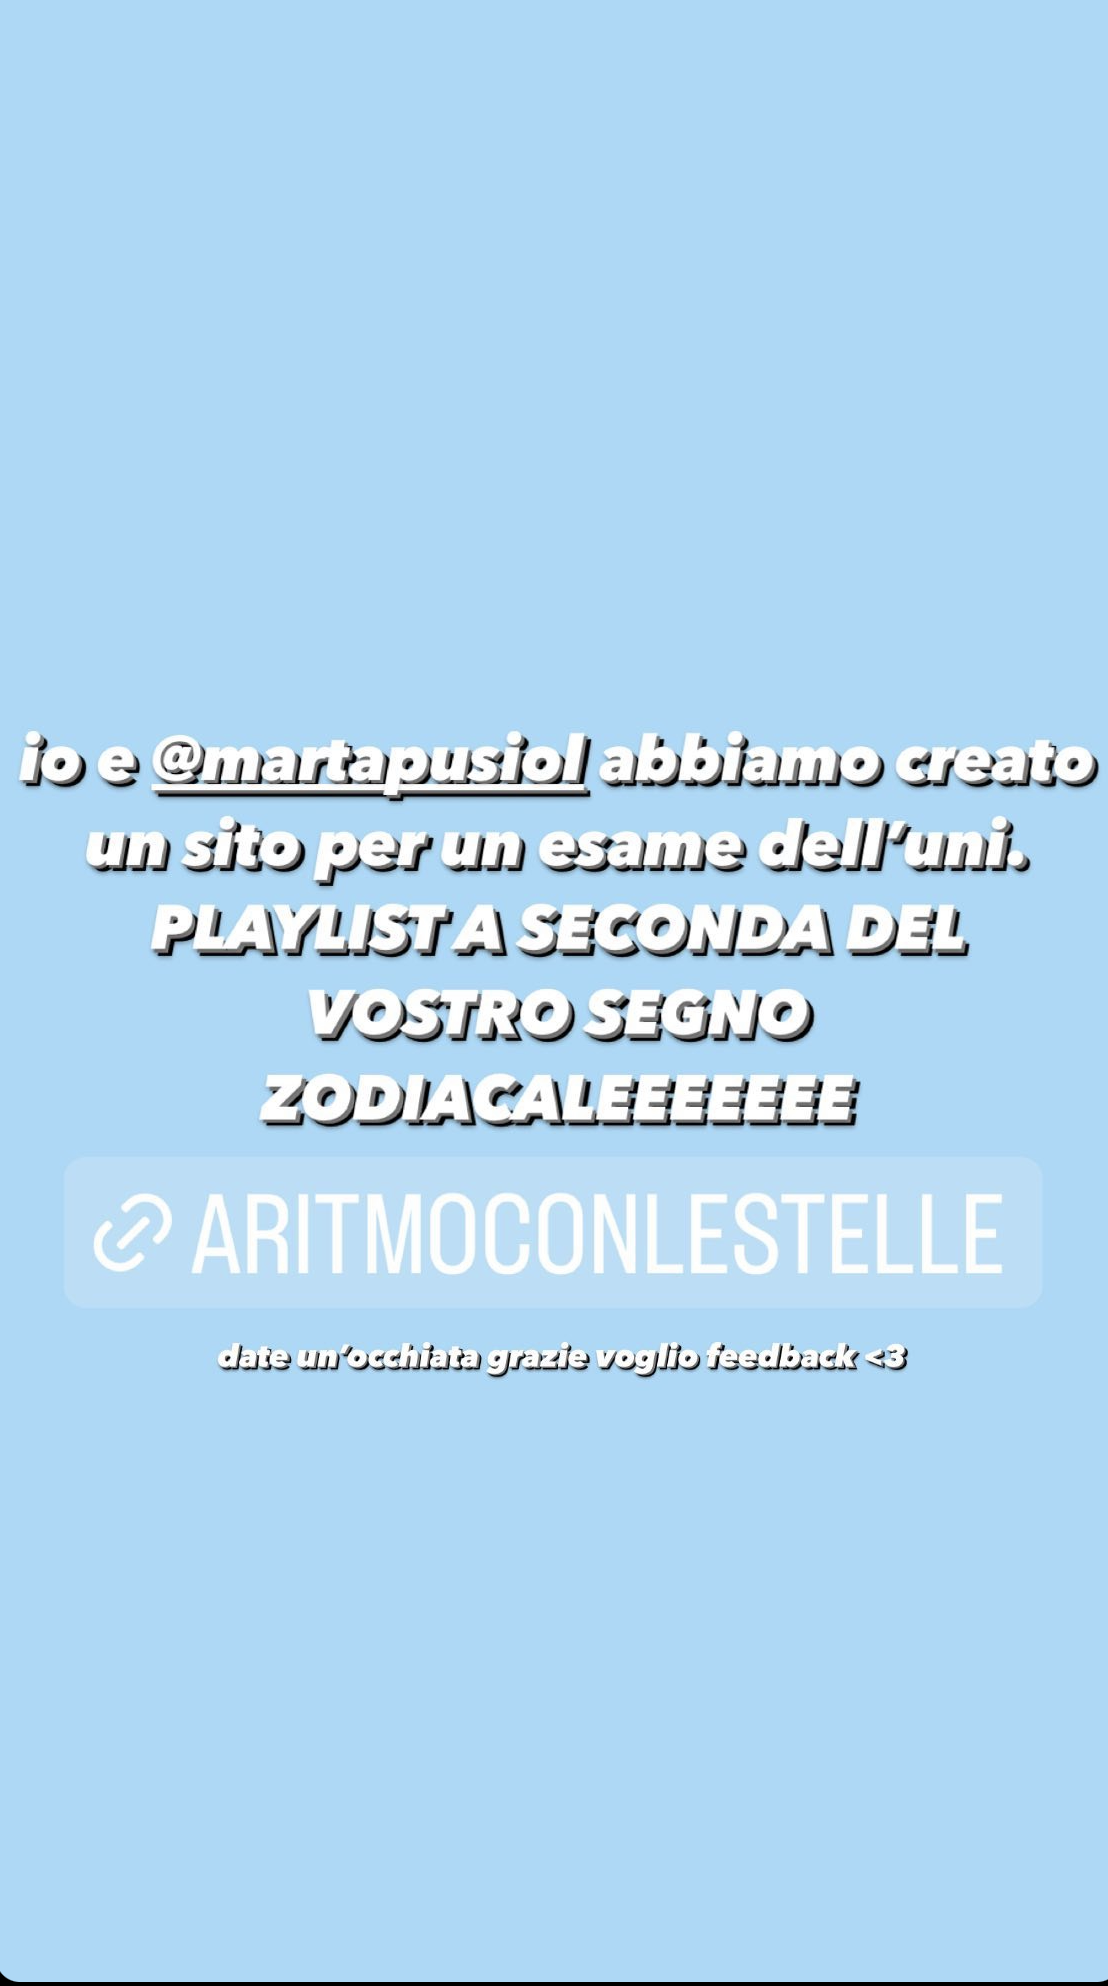 io e @martapusiol abbiamo creato
un sito per un esame dell’uni.
PLAYLIST A SECONDA DEL
VOSTRO SEGNO
ZODIACALEEEEEEE
ARITMOCONLESTELLE
date un’occhiata grazie voglio feedback <3